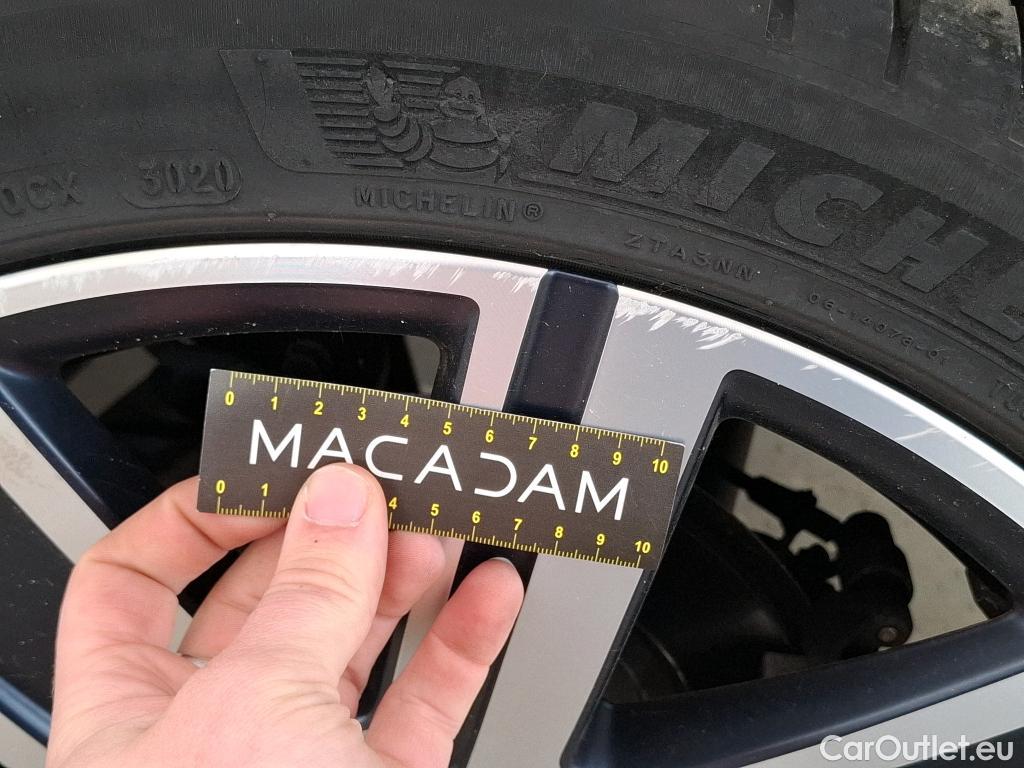 0CX 3020
MICHELIN®
MICHE
ZTA3NN
0 1 2 3 4 5 6 7 8 9 10
MACADAM
0 1 4 5 6 7 8 9 10
CarOutlet.eu